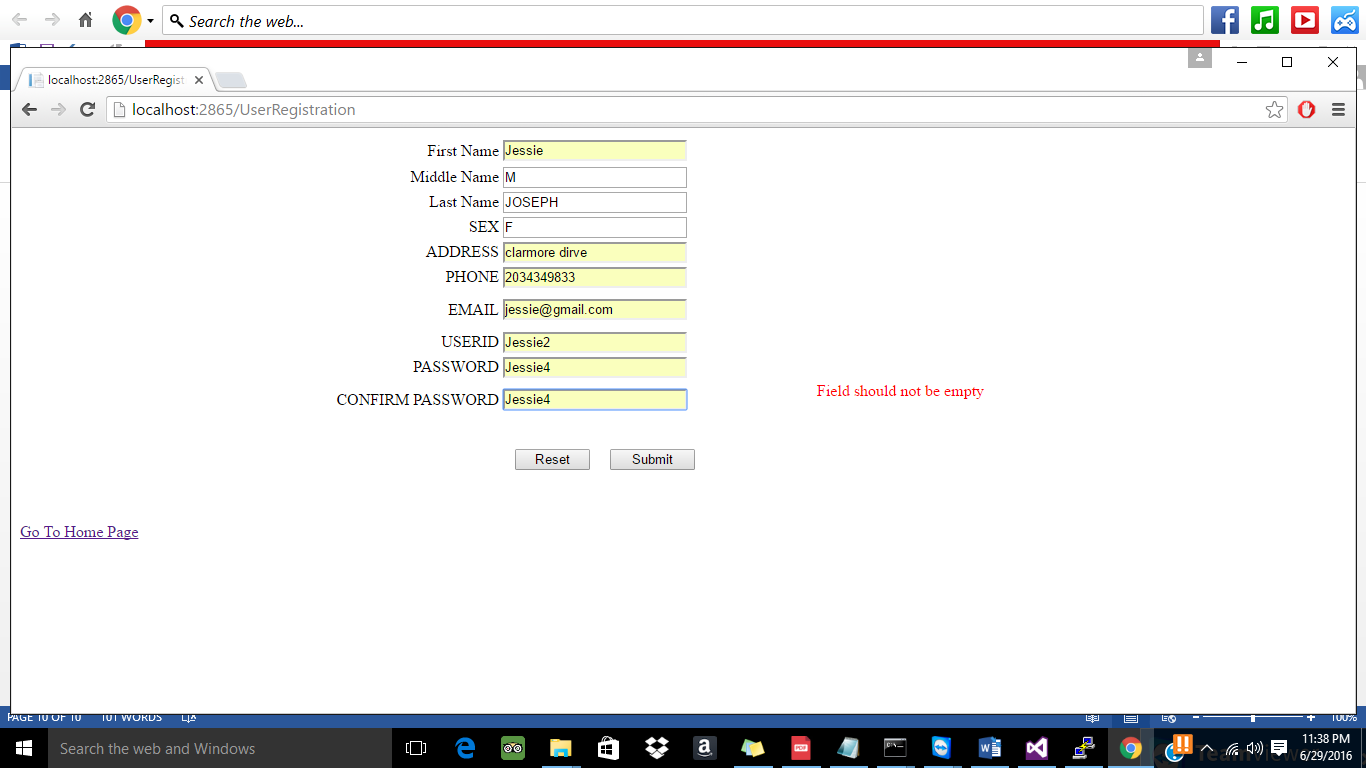 Search the web...
localhost:2865/UserRegist
localhost:2865/UserRegistration
First Name Jessie
Middle Name M
Last Name JOSEPH
SEX F
ADDRESS clarmore dirve
PHONE 2034349833
EMAIL jessie@gmail.com
USERID Jessie2
PASSWORD Jessie4
CONFIRM PASSWORD Jessie4
Field should not be empty
Reset Submit
Go To Home Page
PAGE 10 OF 10 101 WORDS 100%
Search the web and Windows
11:38 PM
6/29/2016